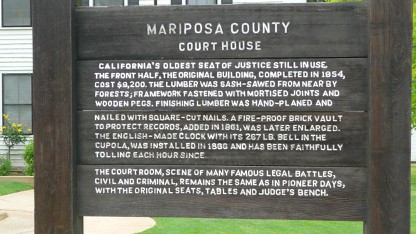 MARIPOSA COUNTY
COURT HOUSE
CALIFORNIA'S OLDEST SEAT OF JUSTICE STILL IN USE.
THE FRONT HALF, THE ORIGINAL BUILDING, COMPLETED IN 1854,
COST $9,200. THE LUMBER WAS SASH-SAWED FROM NEAR BY
FORESTS; FRAMEWORK FASTENED WITH MORTISED JOINTS AND
WOODEN PEGS. FINISHING LUMBER WAS HAND-PLANED AND
NAILED WITH SQUARE-CUT NAILS. A FIRE-PROOF BRICK VAULT
TO PROTECT RECORDS, ADDED IN 1861, WAS LATER ENLARGED.
THE ENGLISH-MADE CLOCK WITH ITS 267 LB. BELL IN THE
CUPOLA, WAS INSTALLED IN 1866 AND HAS BEEN FAITHFULLY
TOLLING EACH HOUR SINCE.
THE COURTROOM, SCENE OF MANY FAMOUS LEGAL BATTLES,
CIVIL AND CRIMINAL, REMAINS THE SAME AS IN PIONEER DAYS,
WITH THE ORIGINAL SEATS, TABLES AND JUDGE'S BENCH.